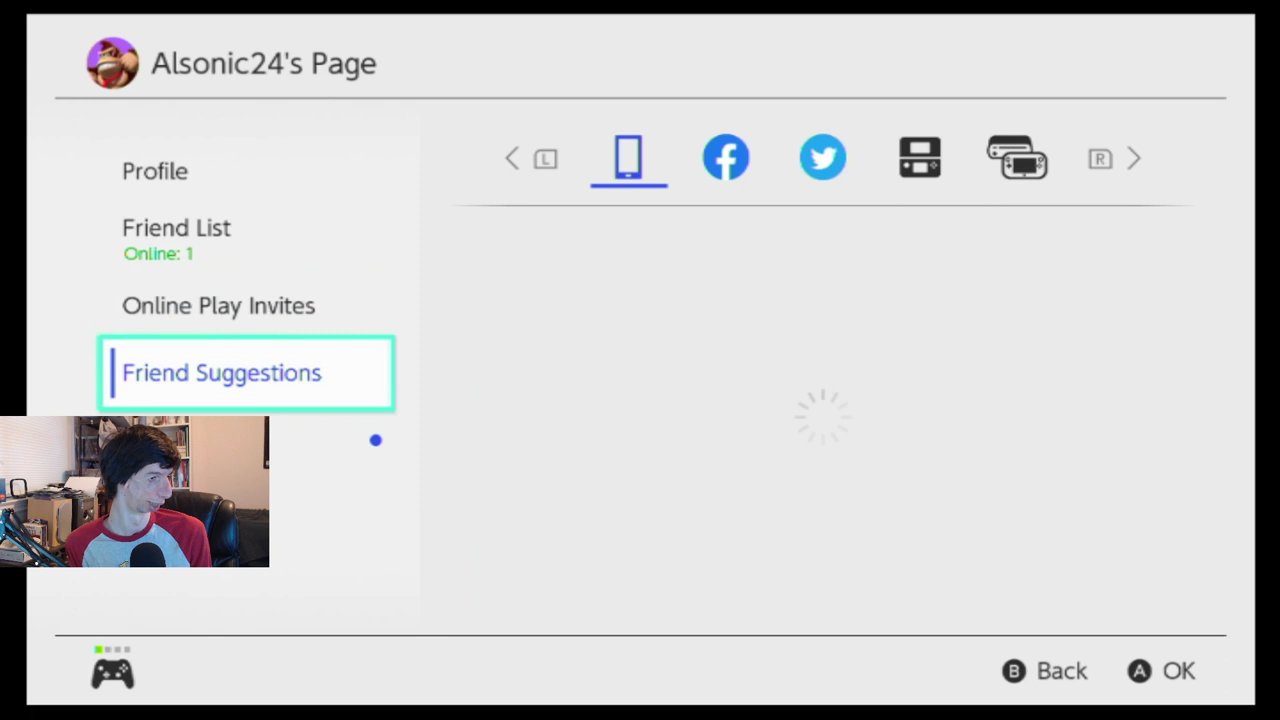 Alsonic24's Page
Profile
Friend List
Online: 1
Online Play Invites
Friend Suggestions
L
R
B Back
A OK